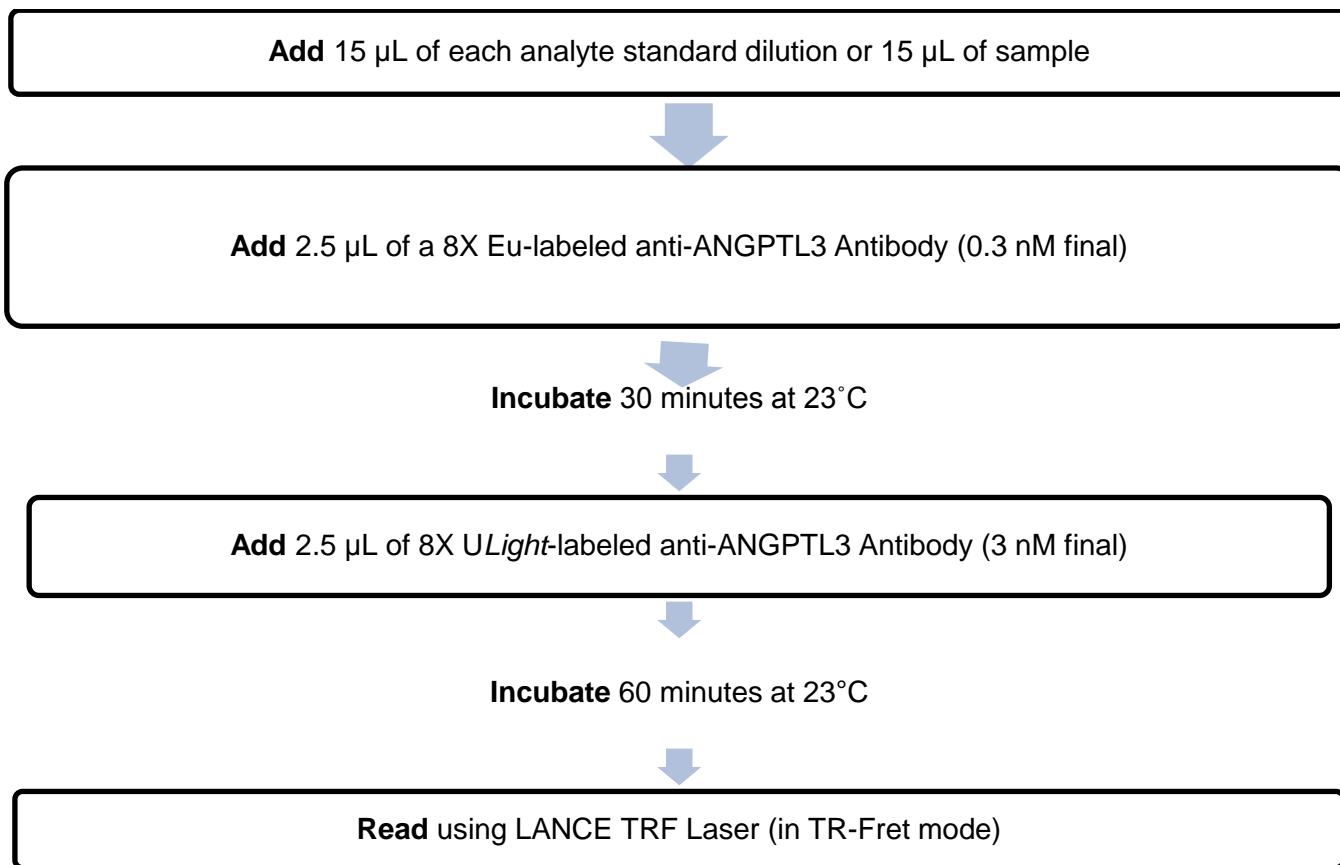 Add 15 µL of each analyte standard dilution or 15 µL of sample
Add 2.5 µL of a 8X Eu-labeled anti-ANGPTL3 Antibody (0.3 nM final)
Incubate 30 minutes at 23˚C
Add 2.5 µL of 8X ULight-labeled anti-ANGPTL3 Antibody (3 nM final)
Incubate 60 minutes at 23°C
Read using LANCE TRF Laser (in TR-Fret mode)